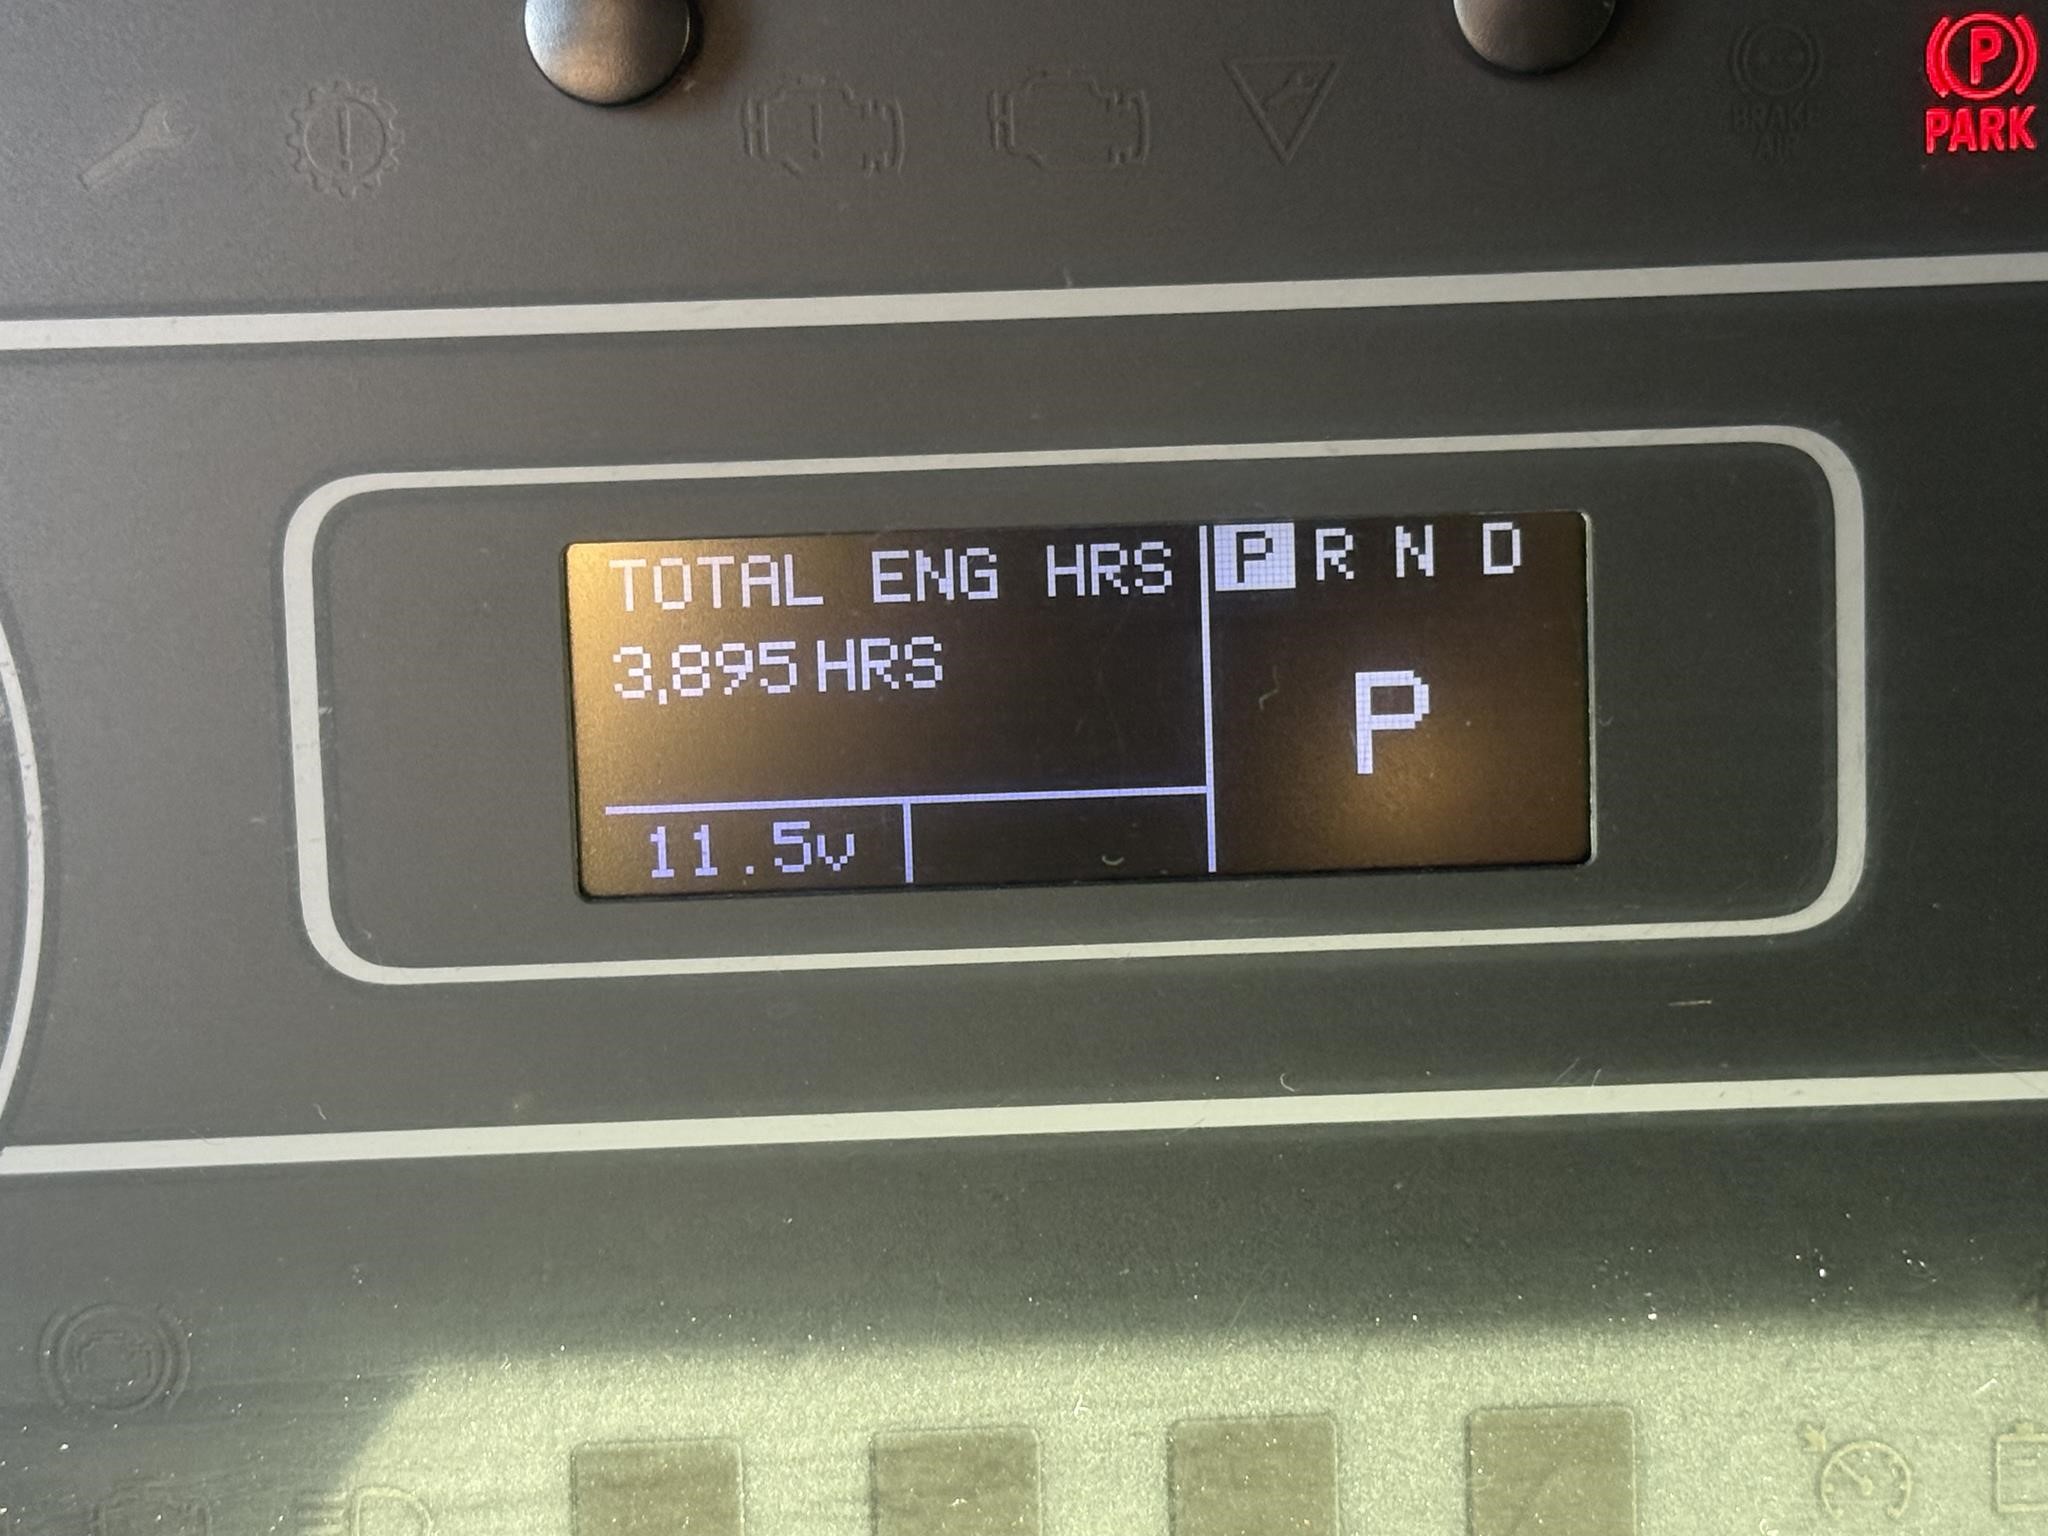 PARK
BRAKE
AIR
TOTAL ENG HRS
3,895 HRS
P R N D
P
11.5v